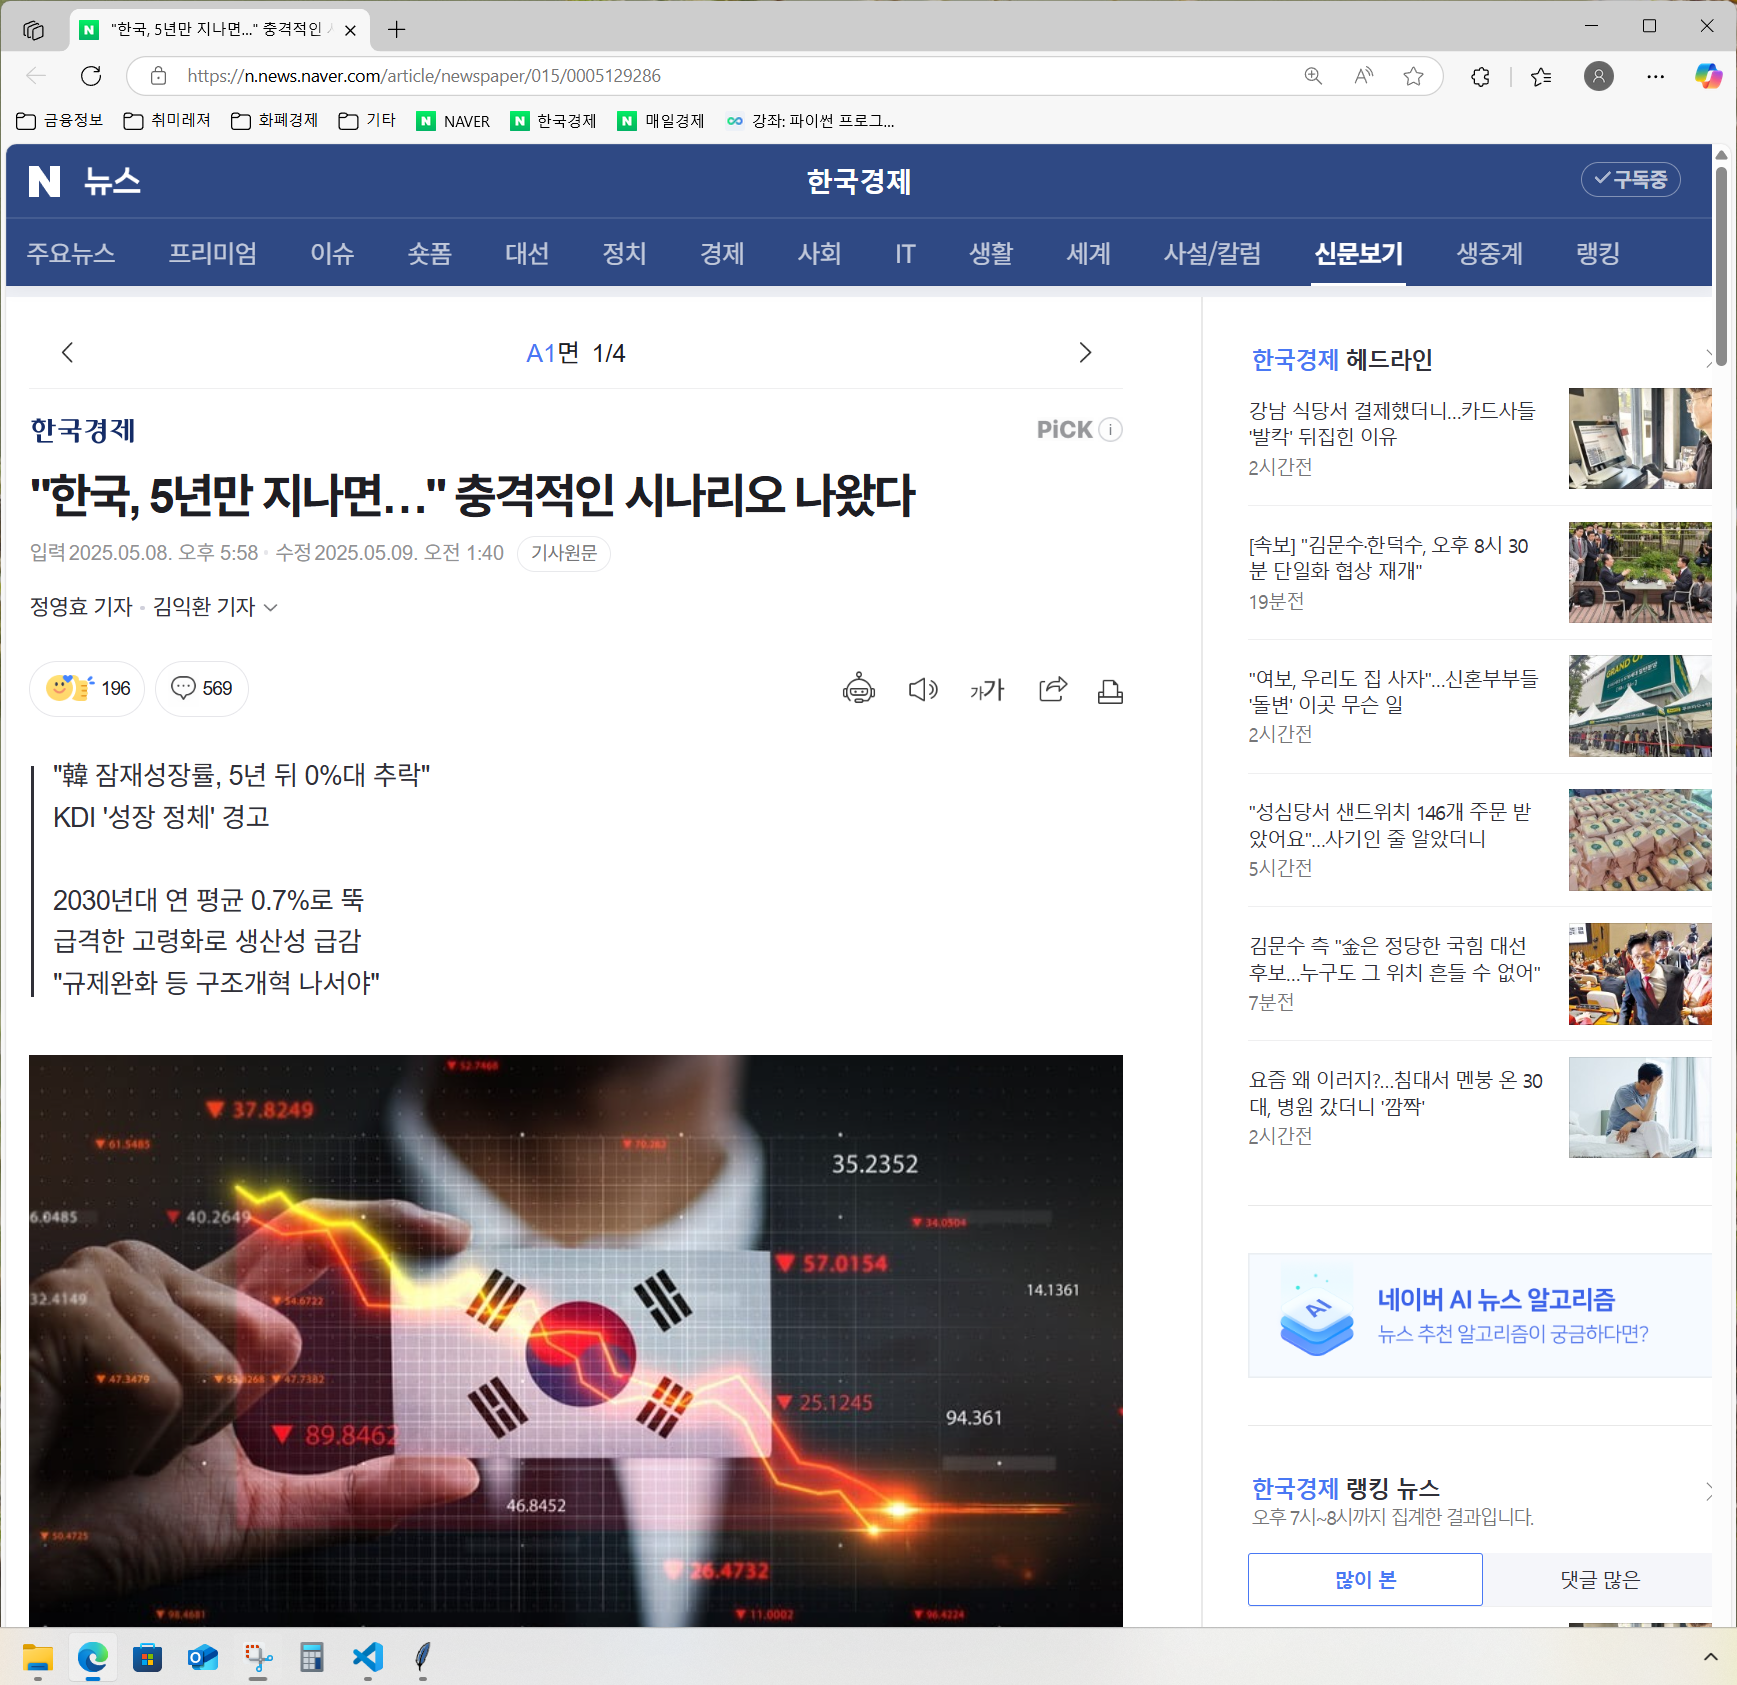 "한국, 5년만 지나면..." 충격적인
https://n.news.naver.com/article/newspaper/015/0005129286
금융정보 취미레져 화폐경제 기타 NAVER 한국경제 매일경제 강좌: 파이썬 프로그...
N 뉴스 한국경제 구독중
주요뉴스 프리미엄 이슈 숏폼 대선 정치 경제 사회 IT 생활 세계 사설/칼럼 신문보기 생중계 랭킹
A1면 1/4
한국경제
PiCK
"한국, 5년만 지나면…" 충격적인 시나리오 나왔다
입력 2025.05.08. 오후 5:58 수정 2025.05.09. 오전 1:40 기사원문
정영효 기자 김익환 기자
196 569
가가
"韓 잠재성장률, 5년 뒤 0%대 추락"
KDI '성장 정체' 경고
2030년대 연 평균 0.7%로 뚝
급격한 고령화로 생산성 급감
"규제완화 등 구조개혁 나서야"
52.7468
37.8249
61.5485
70.283
35.2352
6.0485
40.2649
34.0504
57.0154
14.1361
32.4149
54.6722
47.3479
47.7382
25.1245
94.361
89.8462
46.8452
50.4725
26.4732
98.4681
11.0002
96.4224
한국경제 헤드라인
강남 식당서 결제했더니…카드사들
'발칵' 뒤집힌 이유
2시간전
[속보] "김문수·한덕수, 오후 8시 30
분 단일화 협상 재개"
19분전
"여보, 우리도 집 사자"…신혼부부들
'돌변' 이곳 무슨 일
2시간전
"성심당서 샌드위치 146개 주문 받
았어요"…사기인 줄 알았더니
5시간전
김문수 측 "金은 정당한 국힘 대선
후보…누구도 그 위치 흔들 수 없어"
7분전
요즘 왜 이러지?…침대서 멘붕 온 30
대, 병원 갔더니 '깜짝'
2시간전
AI
네이버 AI 뉴스 알고리즘
뉴스 추천 알고리즘이 궁금하다면?
한국경제 랭킹 뉴스
오후 7시~8시까지 집계한 결과입니다.
많이 본 댓글 많은